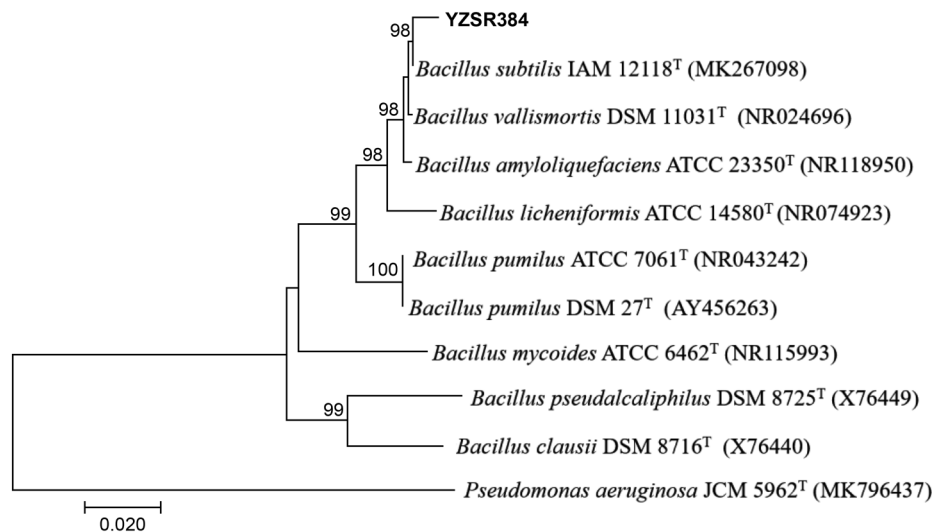 98
YZSR384
Bacillus subtilis IAM 12118ᵀ (MK267098)
98
Bacillus vallismortis DSM 11031ᵀ (NR024696)
98
Bacillus amyloliquefaciens ATCC 23350ᵀ (NR118950)
99
Bacillus licheniformis ATCC 14580ᵀ (NR074923)
100
Bacillus pumilus ATCC 7061ᵀ (NR043242)
Bacillus pumilus DSM 27ᵀ (AY456263)
Bacillus mycoides ATCC 6462ᵀ (NR115993)
99
Bacillus pseudalcaliphilus DSM 8725ᵀ (X76449)
Bacillus clausii DSM 8716ᵀ (X76440)
Pseudomonas aeruginosa JCM 5962ᵀ (MK796437)
0.020